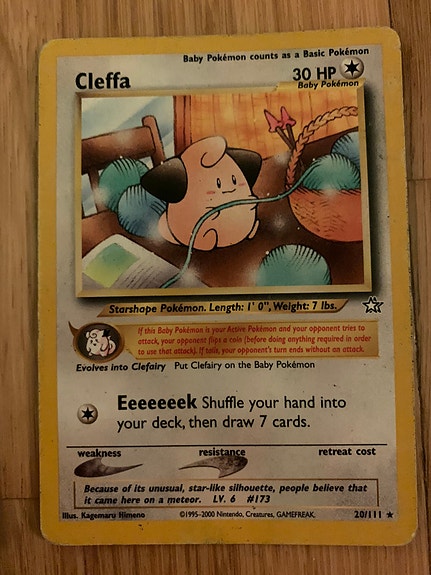 Baby Pokémon counts as a Basic Pokémon
Cleffa
30 HP
Baby Pokémon
Starshape Pokémon. Length: 1' 0", Weight: 7 lbs.
If this Baby Pokémon is your Active Pokémon and your opponent tries to
attack, your opponent flips a coin (before doing anything required in order
to use that attack). If tails, your opponent's turn ends without an attack.
Evolves into Clefairy Put Clefairy on the Baby Pokémon
Eeeeeeek Shuffle your hand into
your deck, then draw 7 cards.
weakness resistance retreat cost
Because of its unusual, star-like silhouette, people believe that
it came here on a meteor. LV. 6 #173
Illus. Kagemaru Himeno ©1995-2000 Nintendo, Creatures, GAMEFREAK. 20/111 ★